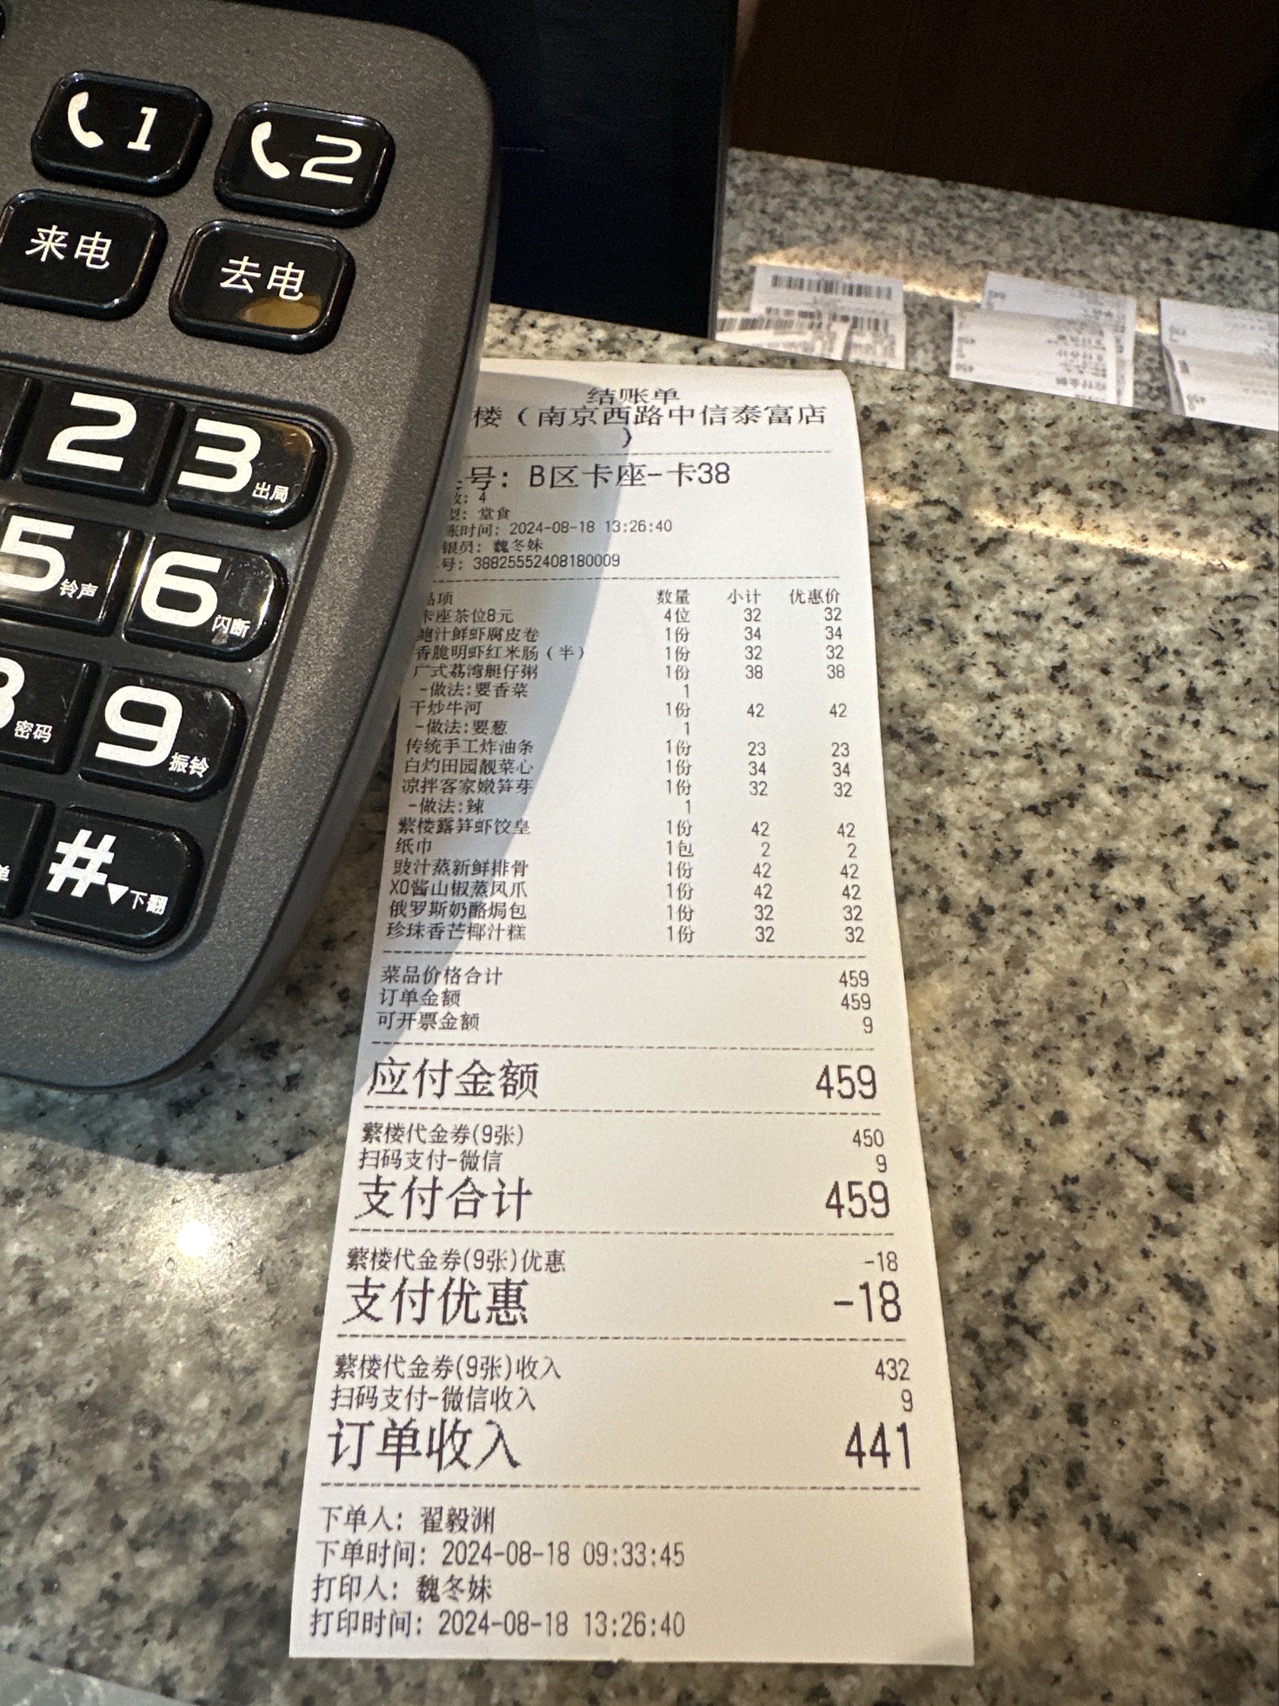 1
2
来电
去电
2
3 出局
5 铃声
6 闪断
密码
9 振铃
单
# 下翻
结账单
楼(南京西路中信泰富店
)
号: B区卡座-卡38
数: 4
型: 堂食
账时间: 2024-08-18 13:26:40
银员: 魏冬妹
号: 38825552408180009
品项 数量 小计 优惠价
卡座茶位8元 4位 32 32
鲍汁鲜虾腐皮卷 1份 34 34
香脆明虾红米肠(半) 1份 32 32
广式荔湾艇仔粥 1份 38 38
-做法:要香菜 1
干炒牛河 1份 42 42
-做法:要葱 1
传统手工炸油条 1份 23 23
白灼田园靓菜心 1份 34 34
凉拌客家嫩笋芽 1份 32 32
-做法:辣 1
蘩楼露笋虾饺皇 1份 42 42
纸巾 1包 2 2
豉汁蒸新鲜排骨 1份 42 42
XO酱山椒蒸凤爪 1份 42 42
俄罗斯奶酪焗包 1份 32 32
珍珠香芒椰汁糕 1份 32 32
菜品价格合计 459
订单金额 459
可开票金额 9
应付金额 459
蘩楼代金券(9张) 450
扫码支付-微信 9
支付合计 459
蘩楼代金券(9张)优惠 -18
支付优惠 -18
蘩楼代金券(9张)收入 432
扫码支付-微信收入 9
订单收入 441
下单人: 翟毅渊
下单时间: 2024-08-18 09:33:45
打印人: 魏冬妹
打印时间: 2024-08-18 13:26:40